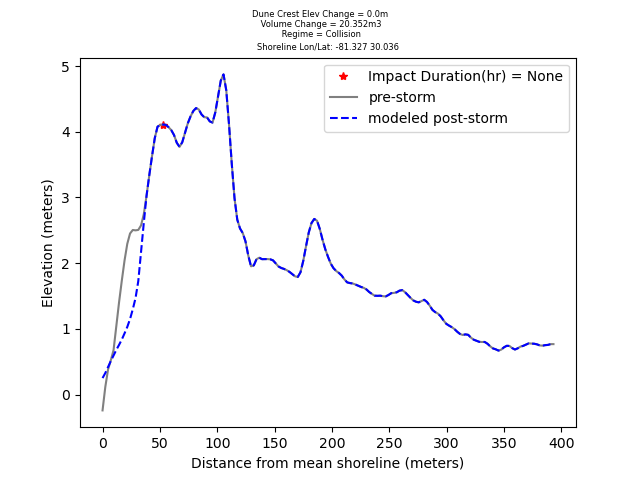 Dune Crest Elev Change = 0.0m
Volume Change = 20.352m3
Regime = Collision
Shoreline Lon/Lat: -81.327 30.036
Impact Duration(hr) = None
pre-storm
modeled post-storm
Elevation (meters)
5
4
3
2
1
0
0 50 100 150 200 250 300 350 400
Distance from mean shoreline (meters)